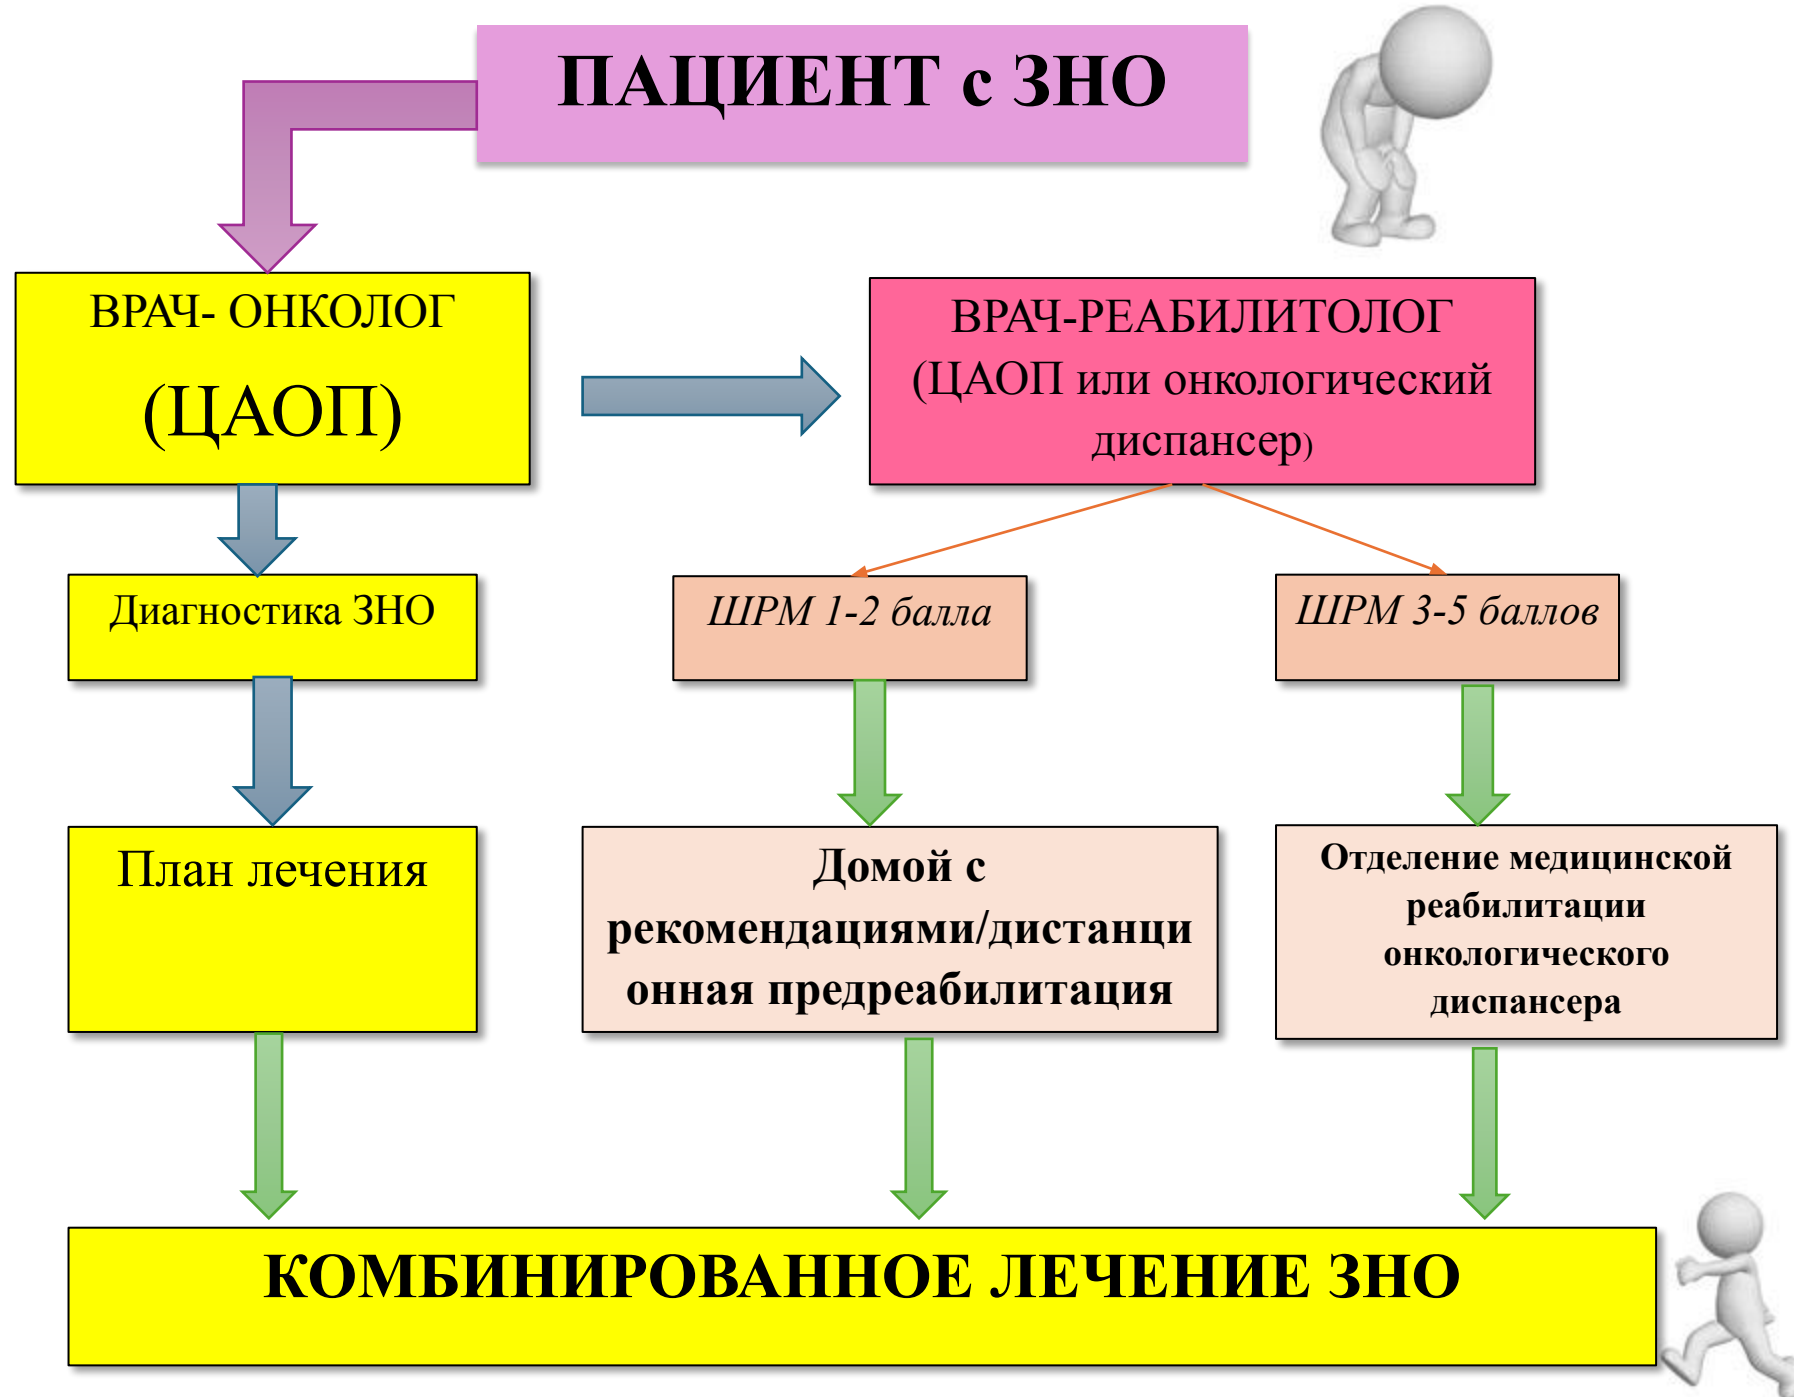 ПАЦИЕНТ с ЗНО
ВРАЧ- ОНКОЛОГ
(ЦАОП)
ВРАЧ-РЕАБИЛИТОЛОГ
(ЦАОП или онкологический
диспансер)
Диагностика ЗНО
ШРМ 1-2 балла
ШРМ 3-5 баллов
План лечения
Домой с
рекомендациями/дистанци
онная предреабилитация
Отделение медицинской
реабилитации
онкологического
диспансера
КОМБИНИРОВАННОЕ ЛЕЧЕНИЕ ЗНО